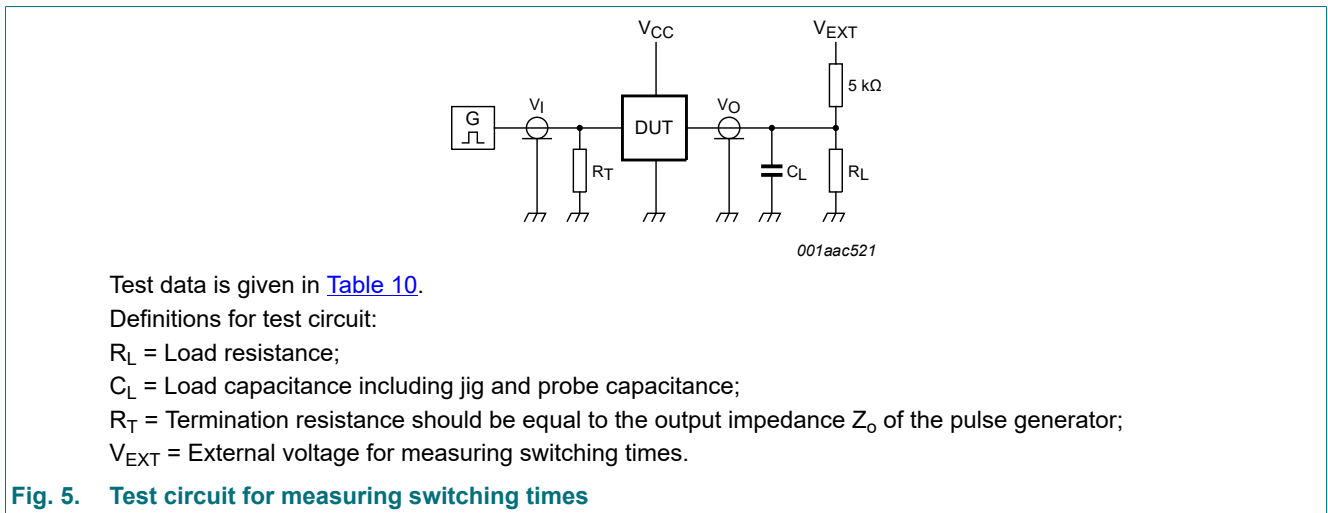 VCC
VEXT
5 kΩ
G
VI
DUT
VO
RT
CL
RL
001aac521
Test data is given in Table 10.
Definitions for test circuit:
RL = Load resistance;
CL = Load capacitance including jig and probe capacitance;
RT = Termination resistance should be equal to the output impedance Zo of the pulse generator;
VEXT = External voltage for measuring switching times.
Fig. 5. Test circuit for measuring switching times